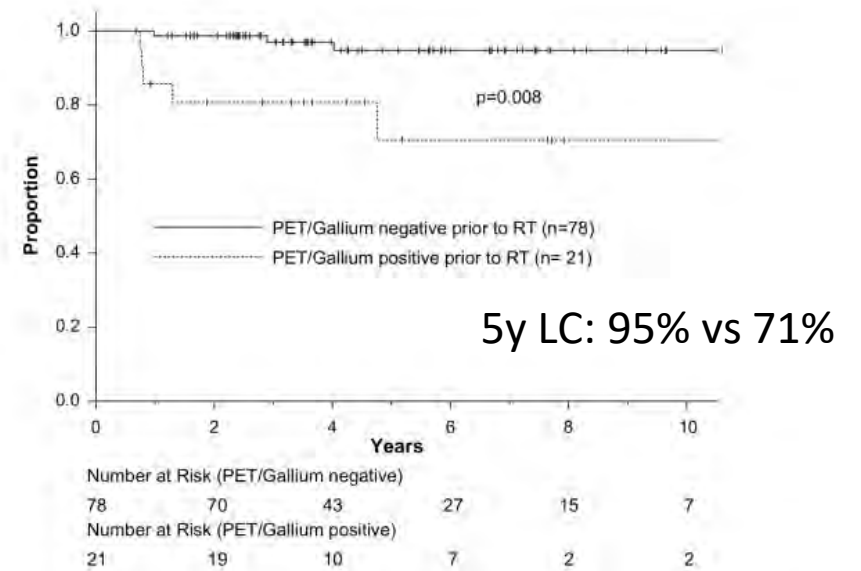 1.0
0.8
0.6
0.4
0.2
0.0
Proportion
p=0.008
PET/Gallium negative prior to RT (n=78)
PET/Gallium positive prior to RT (n= 21)
5y LC: 95% vs 71%
0 2 4 6 8 10
Years
Number at Risk (PET/Gallium negative)
78 70 43 27 15 7
Number at Risk (PET/Gallium positive)
21 19 10 7 2 2